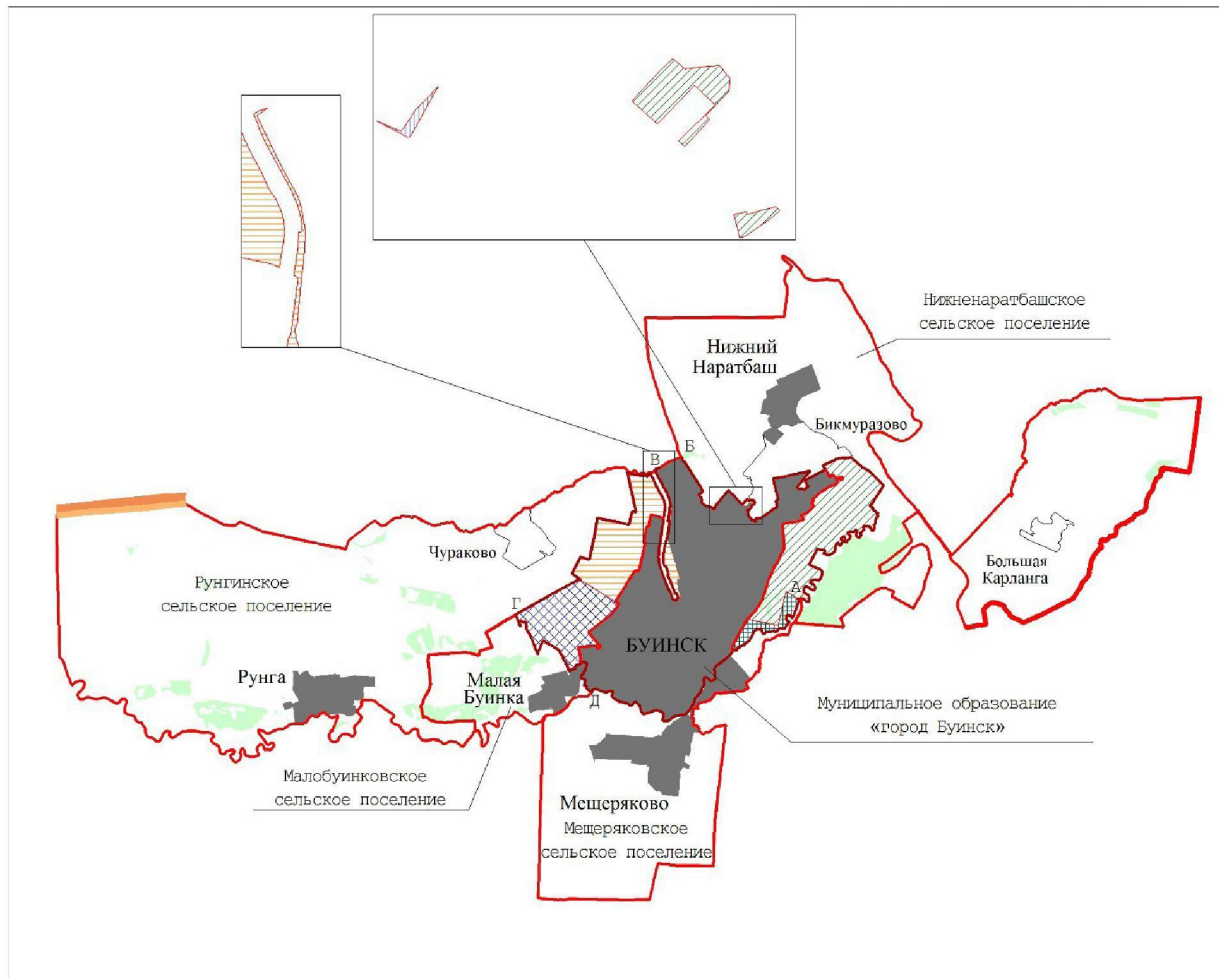 Нижненаратбашское
сельское поселение
Нижний
Наратбаш
Бикмуразово
Б
В
Чураково
Большая
Карланга
Рунгинское
сельское поселение
А
Г
БУИНСК
Рунга
Малая
Буинка
Д
Муниципальное образование
«город Буинск»
Малобуинковское
сельское поселение
Мещеряково
Мещеряковское
сельское поселение